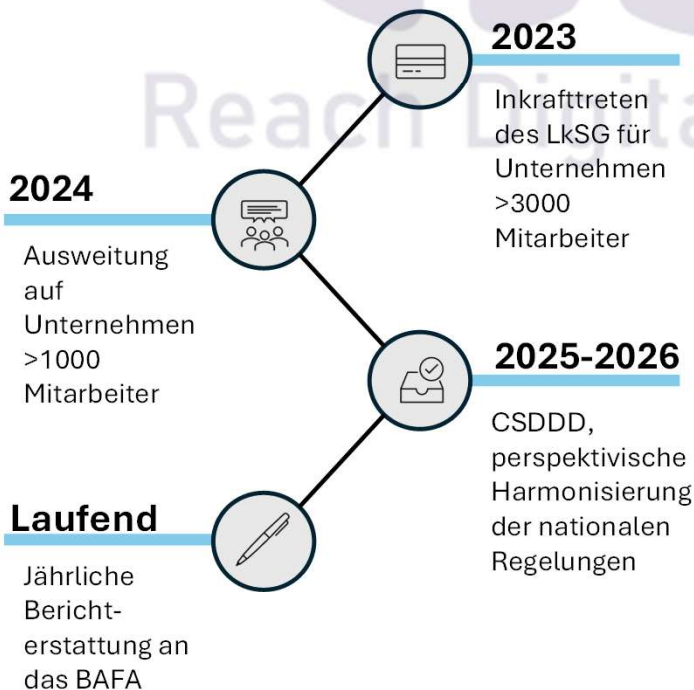 Reach Digital
2023
Inkrafttreten
des LkSG für
Unternehmen
>3000
Mitarbeiter
2024
Ausweitung
auf
Unternehmen
>1000
Mitarbeiter
2025-2026
CSDDD,
perspektivische
Harmonisierung
der nationalen
Regelungen
Laufend
Jährliche
Bericht-
erstattung an
das BAFA